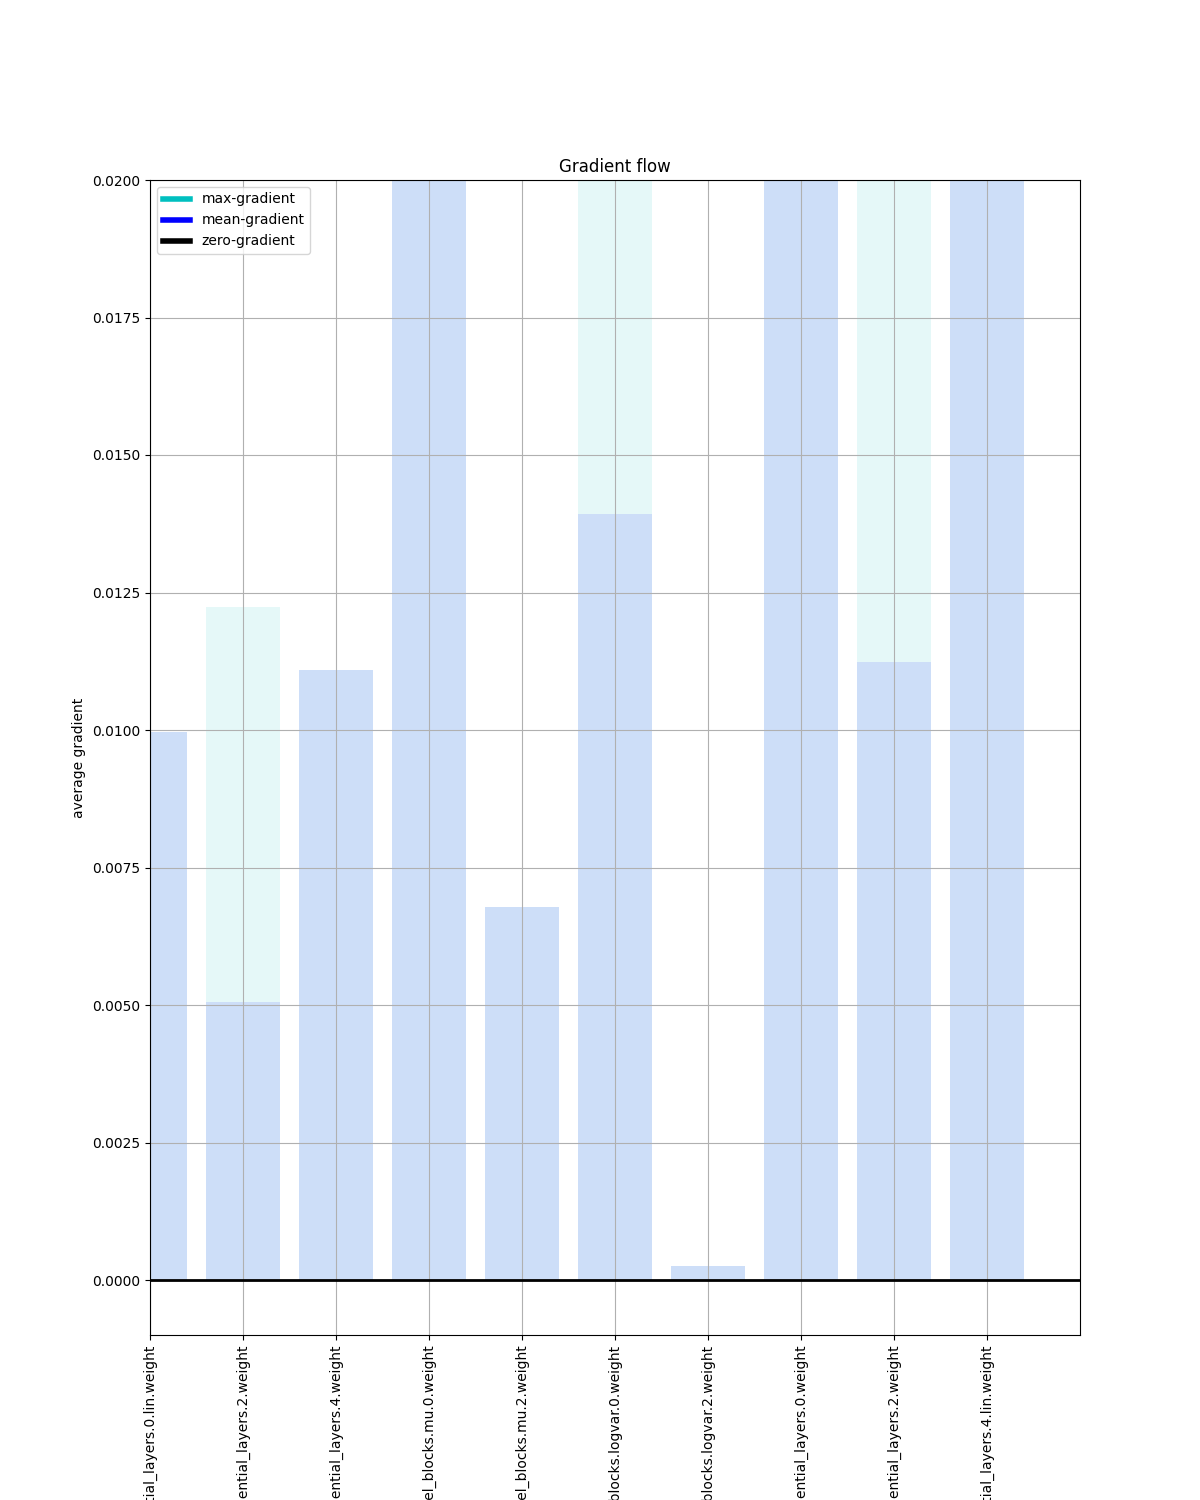 Gradient flow
max-gradient
mean-gradient
zero-gradient
0.0200
0.0175
0.0150
0.0125
0.0100
0.0075
0.0050
0.0025
0.0000
average gradient
tial_layers.0.lin.weight
ential_layers.2.weight
ential_layers.4.weight
el_blocks.mu.0.weight
el_blocks.mu.2.weight
blocks.logvar.0.weight
blocks.logvar.2.weight
ential_layers.0.weight
ential_layers.2.weight
tial_layers.4.lin.weight